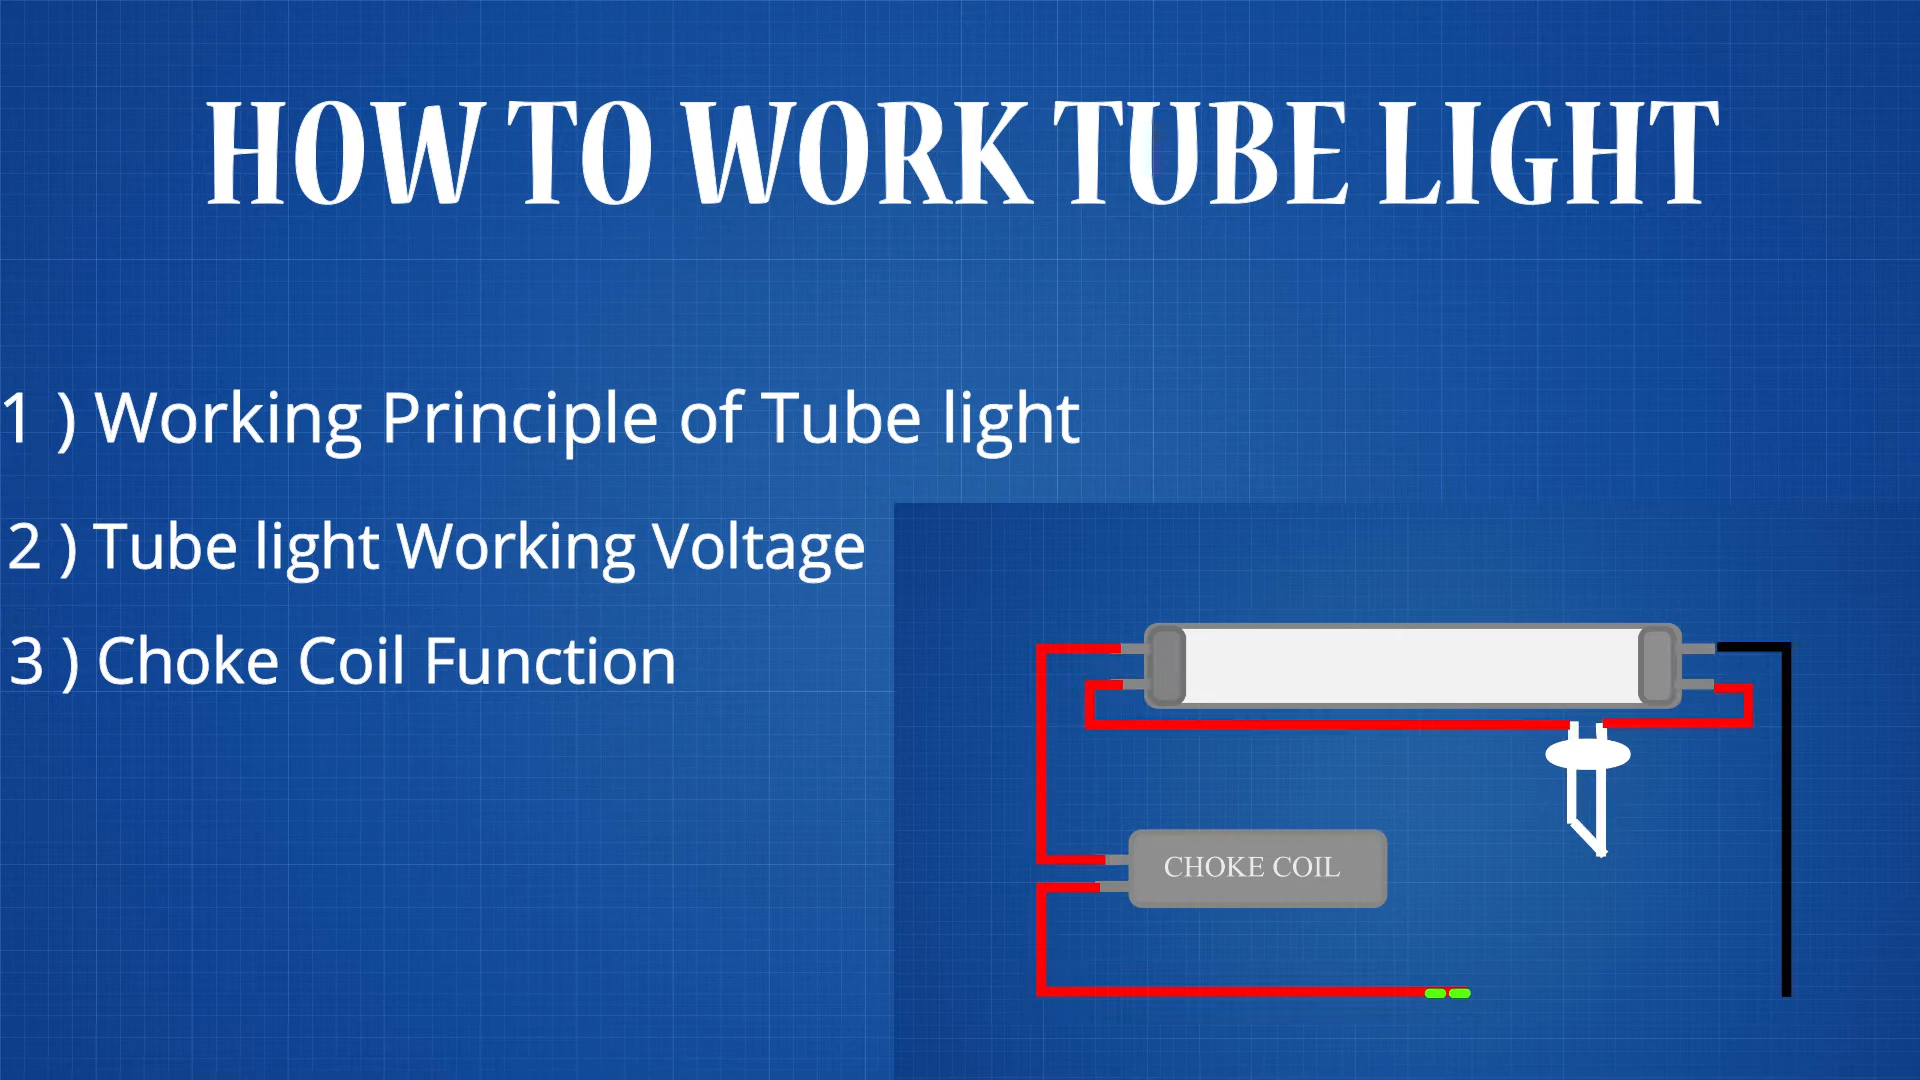 HOW TO WORK TUBE LIGHT
1 ) Working Principle of Tube light
2 ) Tube light Working Voltage
3 ) Choke Coil Function
CHOKE COIL